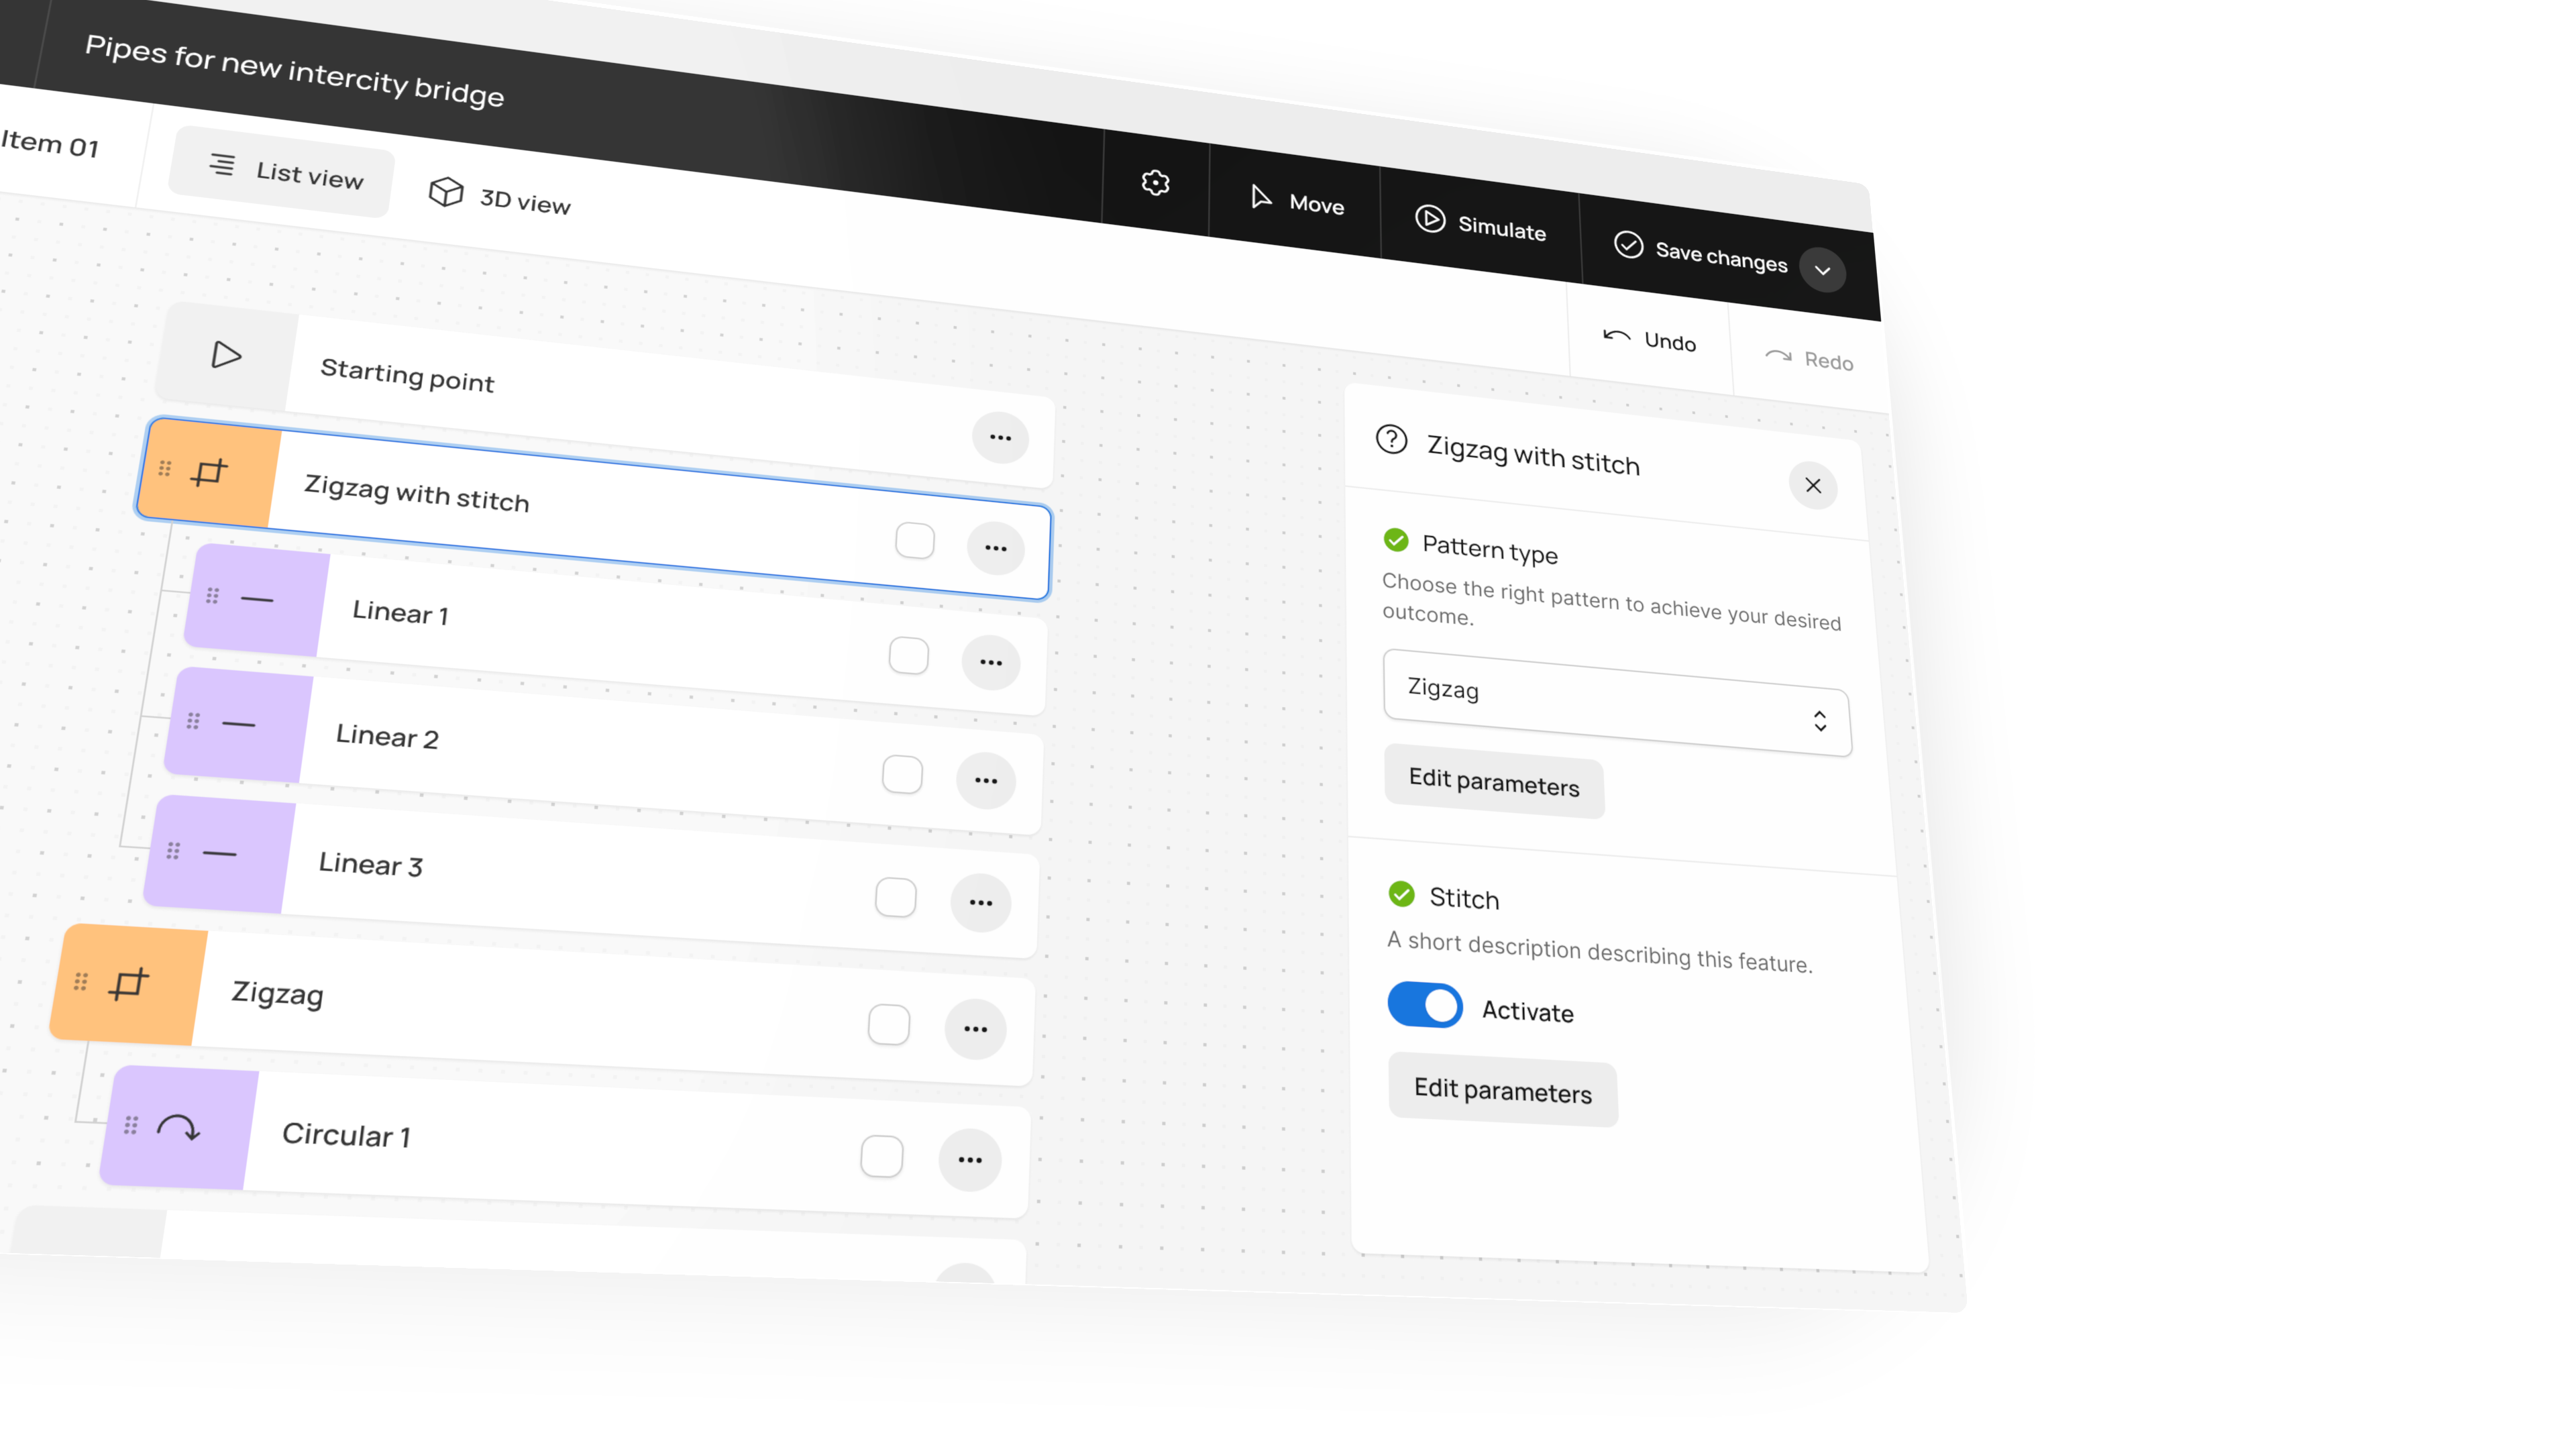 Pipes for new intercity bridge
Move
Simulate
Save changes
Item 01
List view
3D view
Undo
Redo
Starting point
Zigzag with stitch
Linear 1
Linear 2
Linear 3
Zigzag
Circular 1
Zigzag with stitch
Pattern type
Choose the right pattern to achieve your desired
outcome.
Zigzag
Edit parameters
Stitch
A short description describing this feature.
Activate
Edit parameters